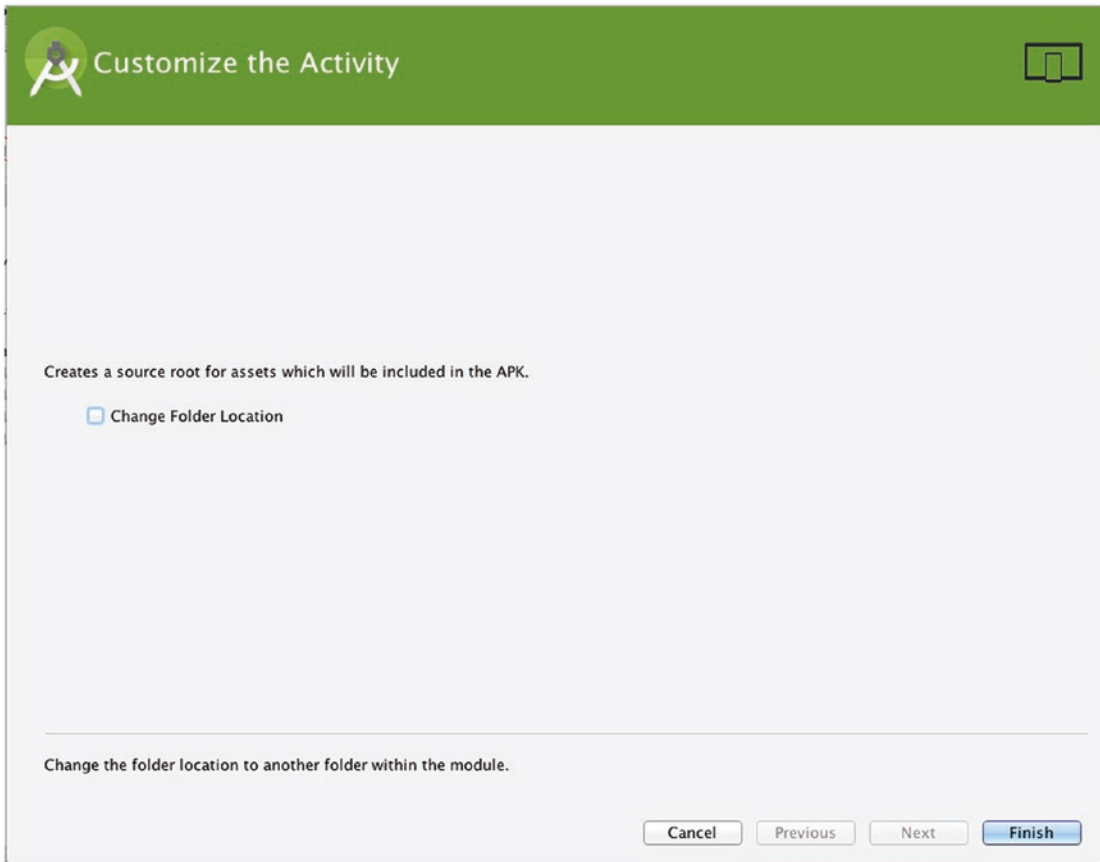 Customize the Activity
Creates a source root for assets which will be included in the APK.
Change Folder Location
Change the folder location to another folder within the module.
Cancel Previous Next Finish